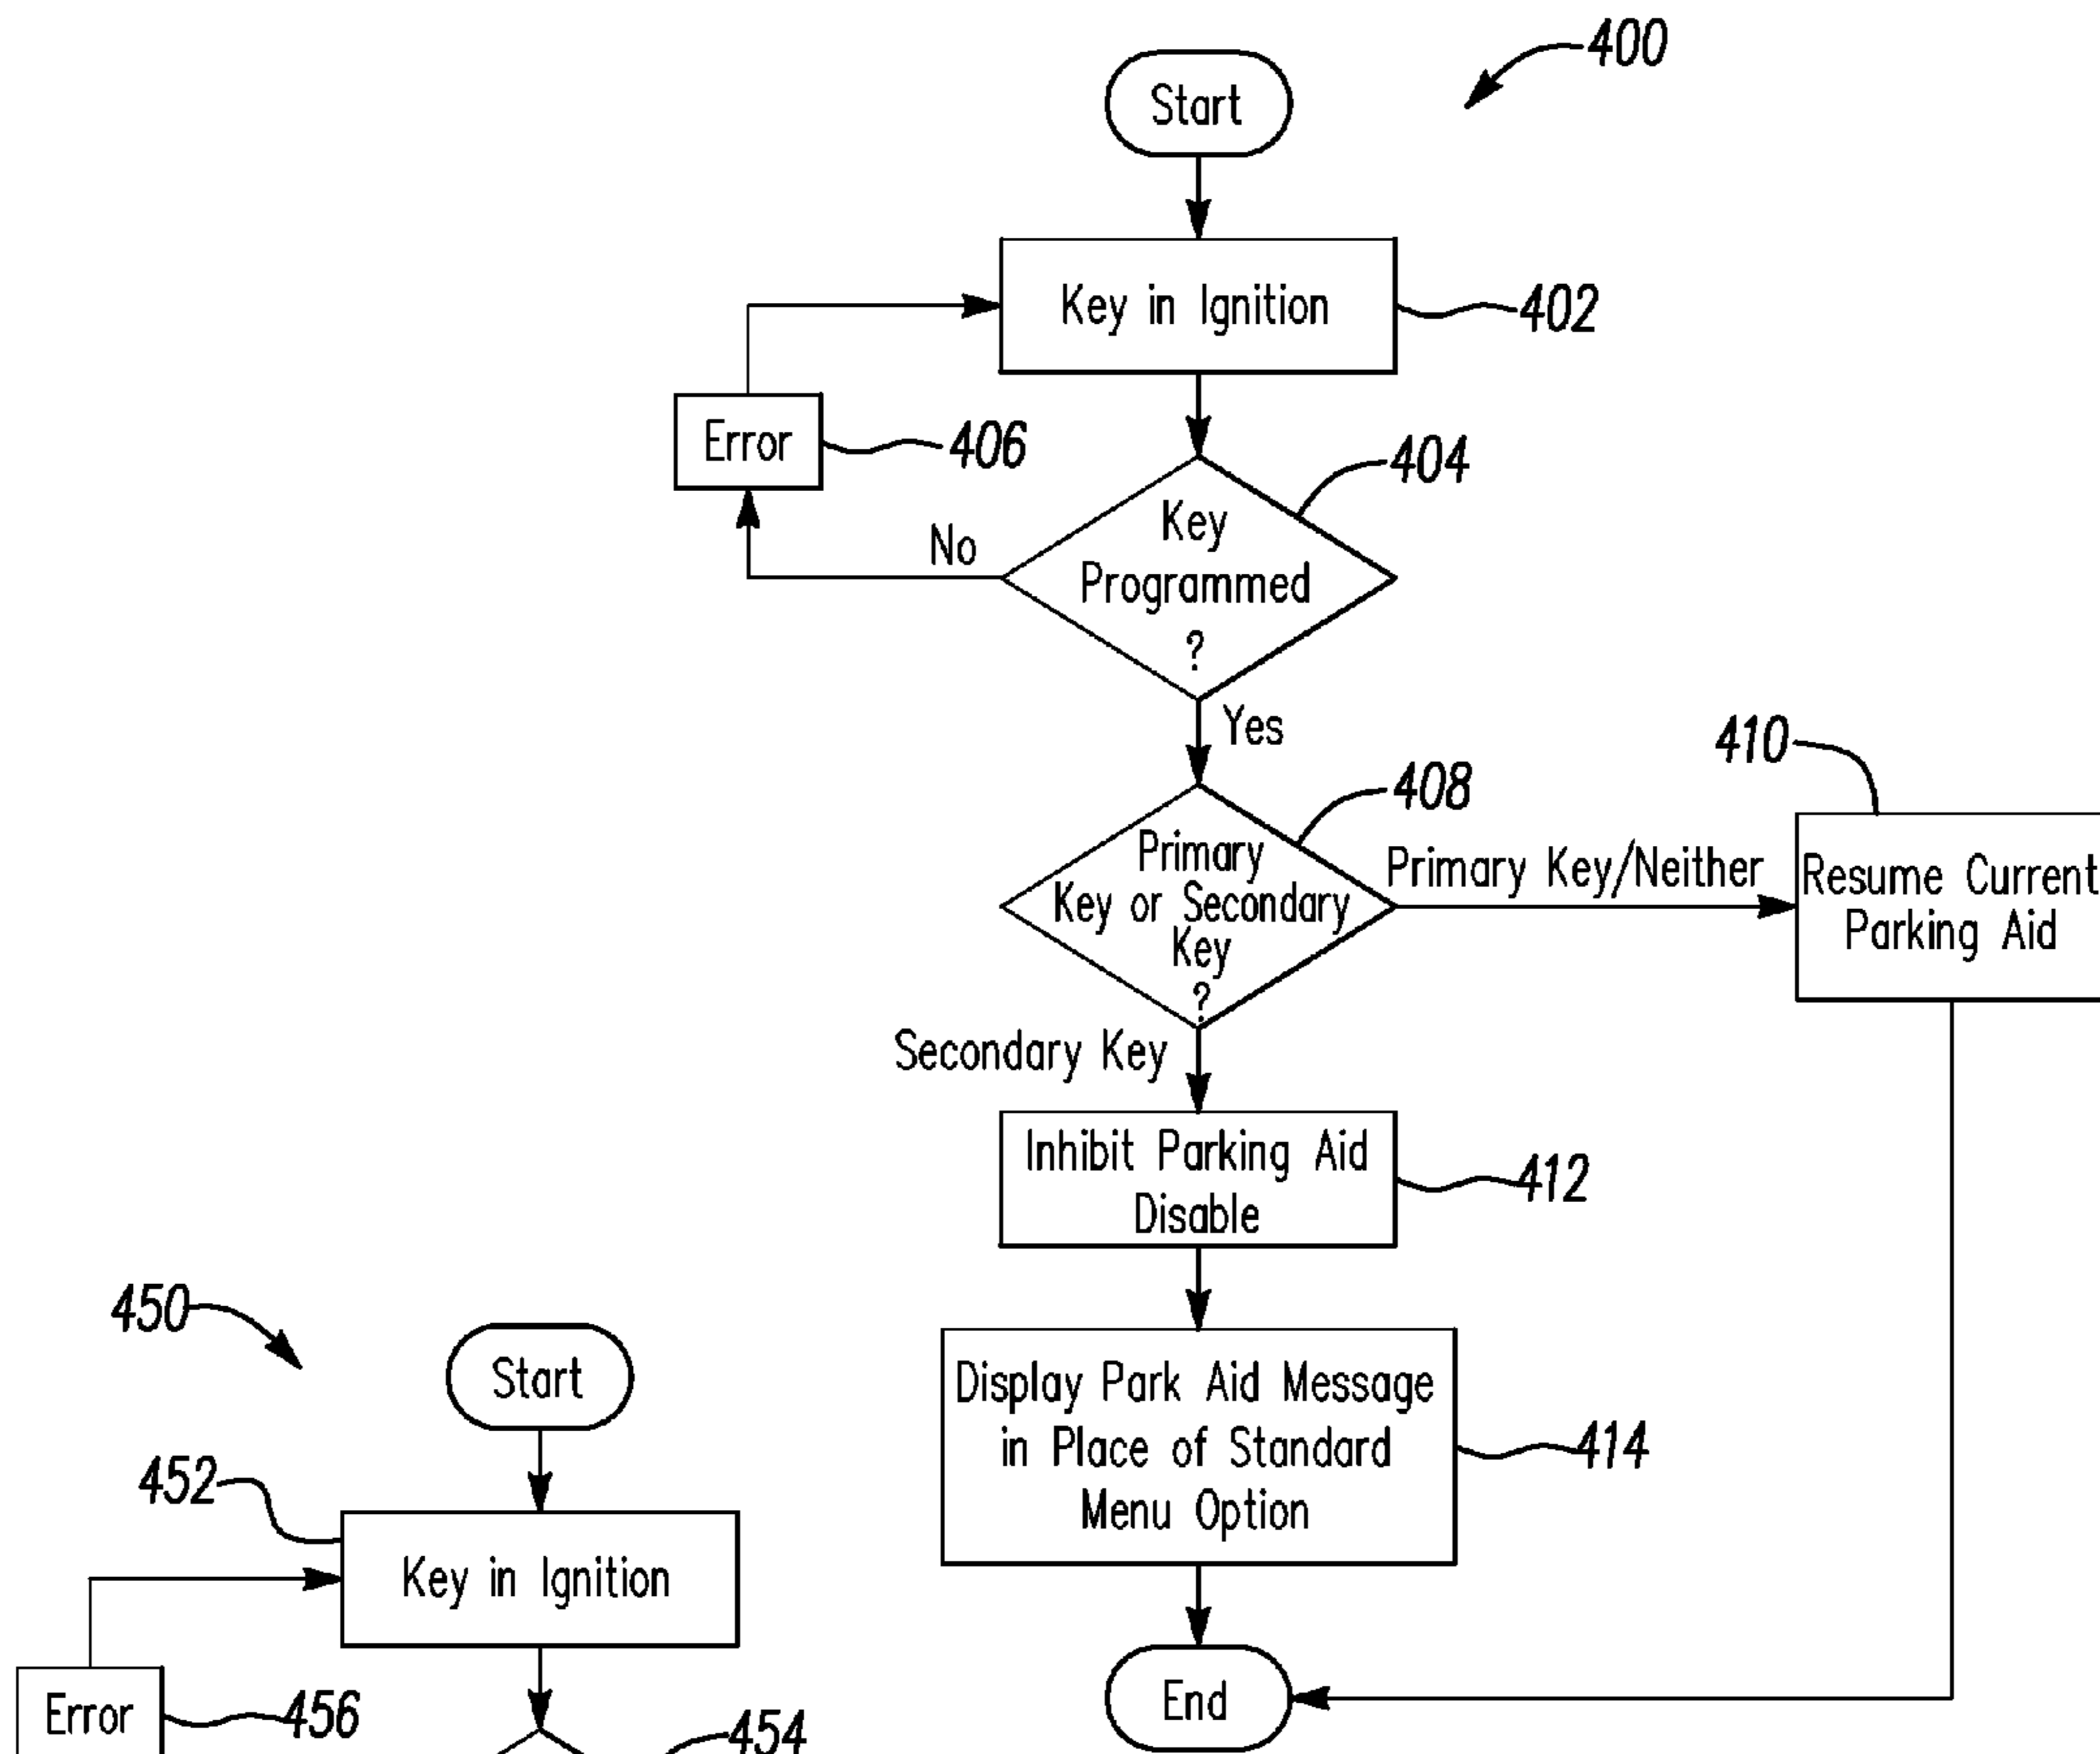 400
Start
Key in Ignition
402
Error
406
404
Key
Programmed
?
No
Yes
408
410
Primary
Key or Secondary
Key
?
Primary Key/Neither
Resume Current
Parking Aid
Secondary Key
Inhibit Parking Aid
Disable
412
Display Park Aid Message
in Place of Standard
Menu Option
414
End
450
Start
452
Key in Ignition
Error
456
454